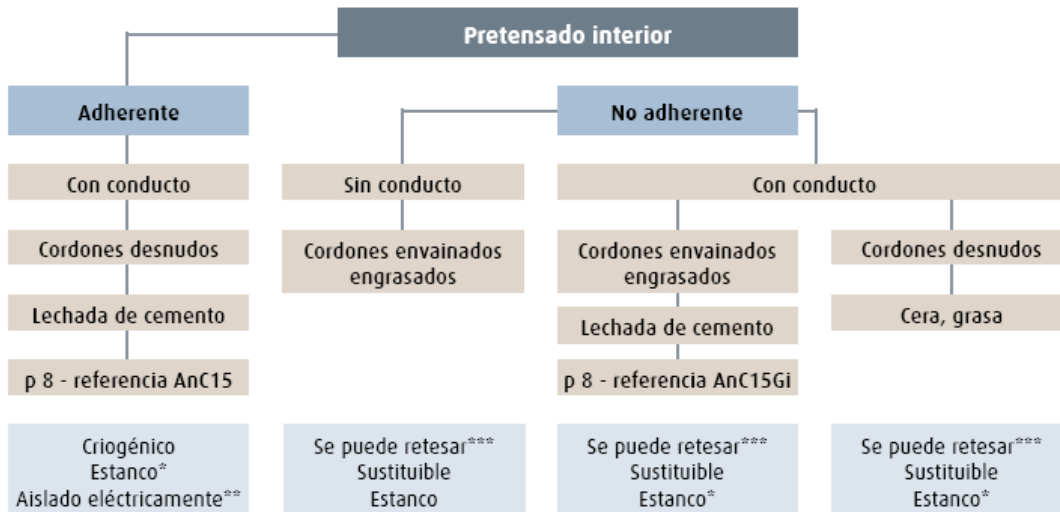 Pretensado interior
Adherente
No adherente
Con conducto
Sin conducto
Con conducto
Cordones desnudos
Cordones envainados
engrasados
Cordones envainados
engrasados
Cordones desnudos
Lechada de cemento
Lechada de cemento
Cera, grasa
p 8 - referencia AnC15
p 8 - referencia AnC15Gi
Criogénico
Estanco*
Aislado eléctricamente**
Se puede retesar***
Sustituible
Estanco
Se puede retesar***
Sustituible
Estanco*
Se puede retesar***
Sustituible
Estanco*